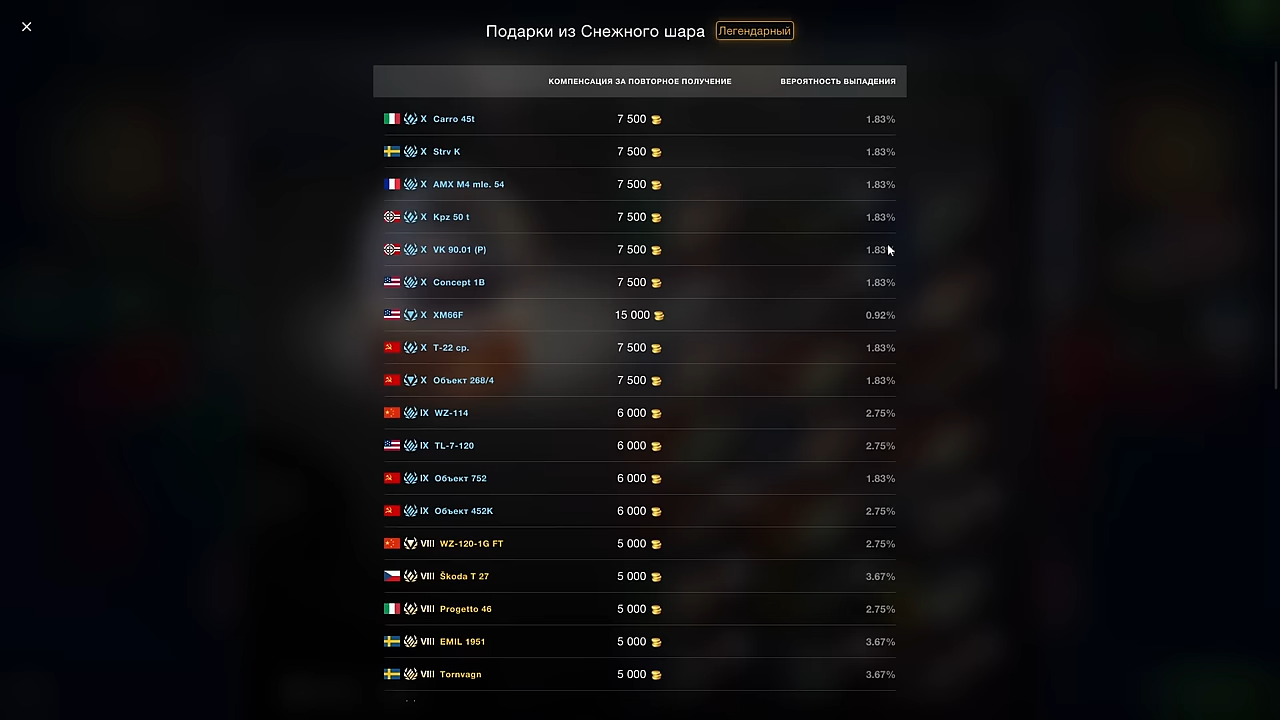 Подарки из Снежного шара Легендарный
КОМПЕНСАЦИЯ ЗА ПОВТОРНОЕ ПОЛУЧЕНИЕ ВЕРОЯТНОСТЬ ВЫПАДЕНИЯ
X Carro 45t 7 500 1.83%
X Strv K 7 500 1.83%
X AMX M4 mle. 54 7 500 1.83%
X Kpz 50 t 7 500 1.83%
X VK 90.01 (P) 7 500 1.83
X Concept 1B 7 500 1.83%
X XM66F 15 000 0.92%
X Т-22 ср. 7 500 1.83%
X Объект 268/4 7 500 1.83%
IX WZ-114 6 000 2.75%
IX TL-7-120 6 000 2.75%
IX Объект 752 6 000 1.83%
IX Объект 452К 6 000 2.75%
VIII WZ-120-1G FT 5 000 2.75%
VIII Škoda T 27 5 000 3.67%
VIII Progetto 46 5 000 2.75%
VIII EMIL 1951 5 000 3.67%
VIII Tornvagn 5 000 3.67%